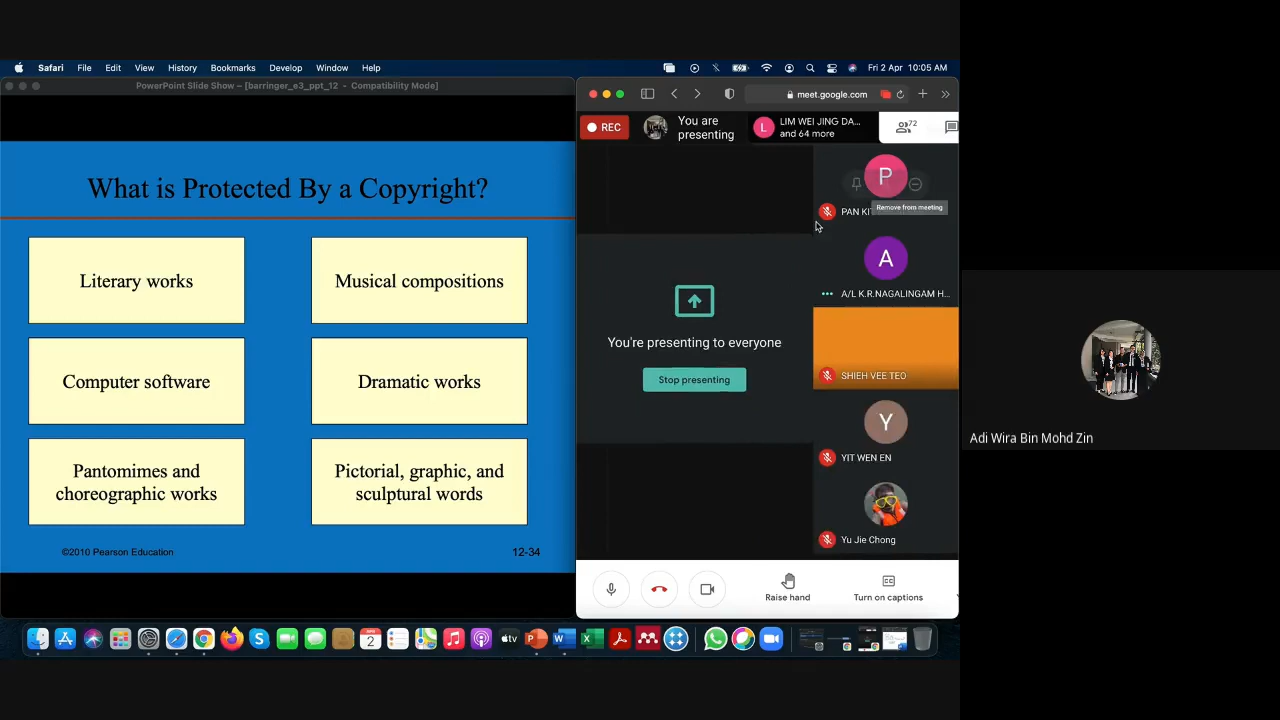 Safari File Edit View History Bookmarks Develop Window Help
Fri 2 Apr 10:05 AM
PowerPoint Slide Show – [barringer_e3_ppt_12 - Compatibility Mode]
What is Protected By a Copyright?
Literary works
Musical compositions
Computer software
Dramatic works
Pantomimes and
choreographic works
Pictorial, graphic, and
sculptural words
©2010 Pearson Education
12-34
meet.google.com
REC
You are
presenting
L
LIM WEI JING DA...
and 64 more
72
P
Remove from meeting
PAN KI
A
A/L K.R.NAGALINGAM H...
You're presenting to everyone
Stop presenting
SHIEH VEE TEO
Y
YIT WEN EN
Yu Jie Chong
Raise hand
CC
Turn on captions
APR
2
tv
Adi Wira Bin Mohd Zin